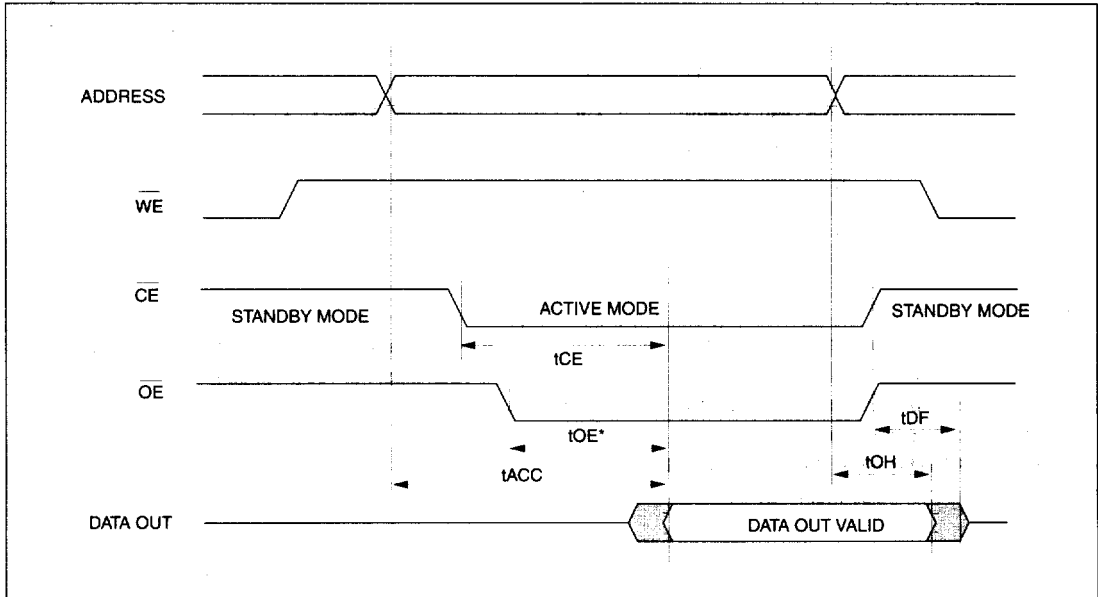 ADDRESS
WE
CE
STANDBY MODE
ACTIVE MODE
STANDBY MODE
tCE
OE
tOE*
tDF
tACC
tOH
DATA OUT
DATA OUT VALID